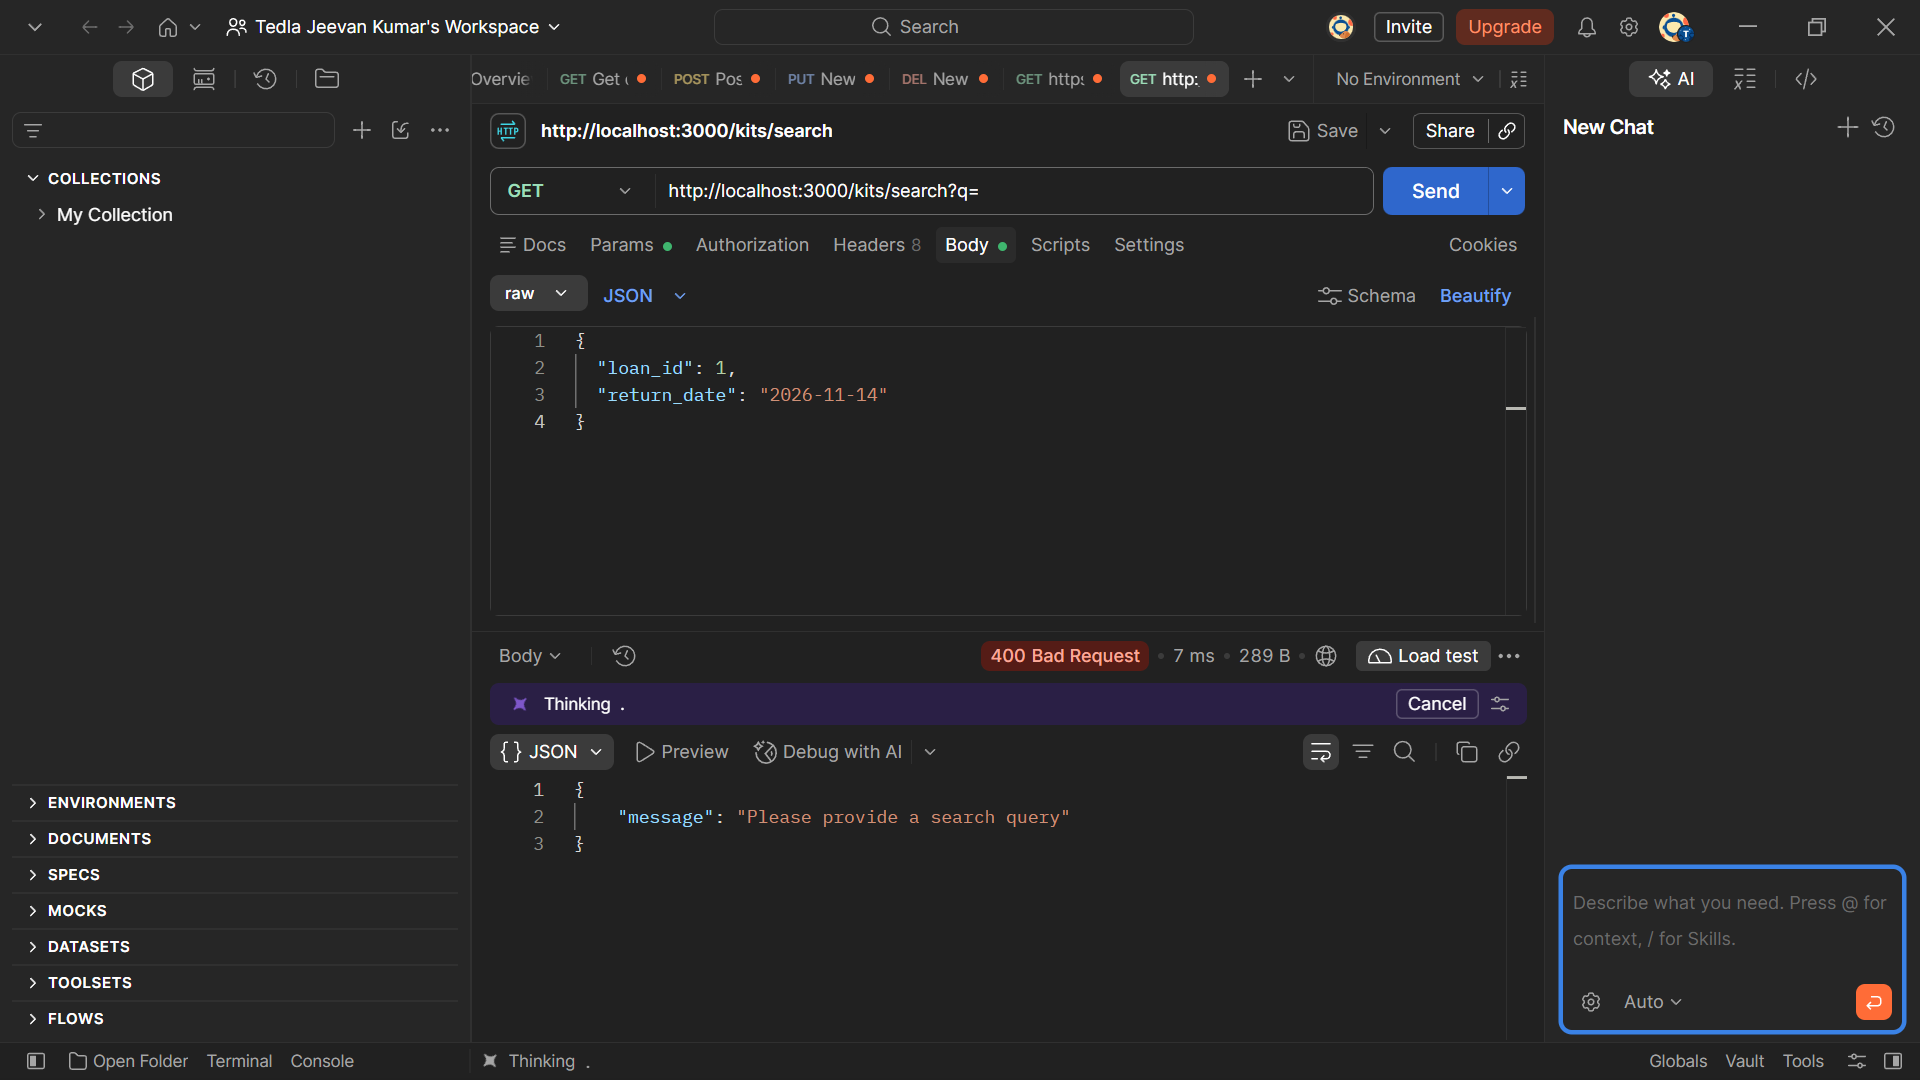 Tedla Jeevan Kumar's Workspace
Search
Invite
Upgrade
Overvie
GET Get
POST Pos
PUT New
DEL New
GET https
GET http:
No Environment
AI
COLLECTIONS
My Collection
ENVIRONMENTS
DOCUMENTS
SPECS
MOCKS
DATASETS
TOOLSETS
FLOWS
HTTP
http://localhost:3000/kits/search
Save
Share
GET
http://localhost:3000/kits/search?q=
Send
Docs
Params
Authorization
Headers 8
Body
Scripts
Settings
Cookies
raw
JSON
Schema
Beautify
1 {
2 "loan_id": 1,
3 "return_date": "2026-11-14"
4 }
Body
400 Bad Request
7 ms
289 B
Load test
Thinking .
Cancel
{} JSON
Preview
Debug with AI
1 {
2 "message": "Please provide a search query"
3 }
New Chat
Describe what you need. Press @ for
context, / for Skills.
Auto
Open Folder
Terminal
Console
Thinking .
Globals
Vault
Tools